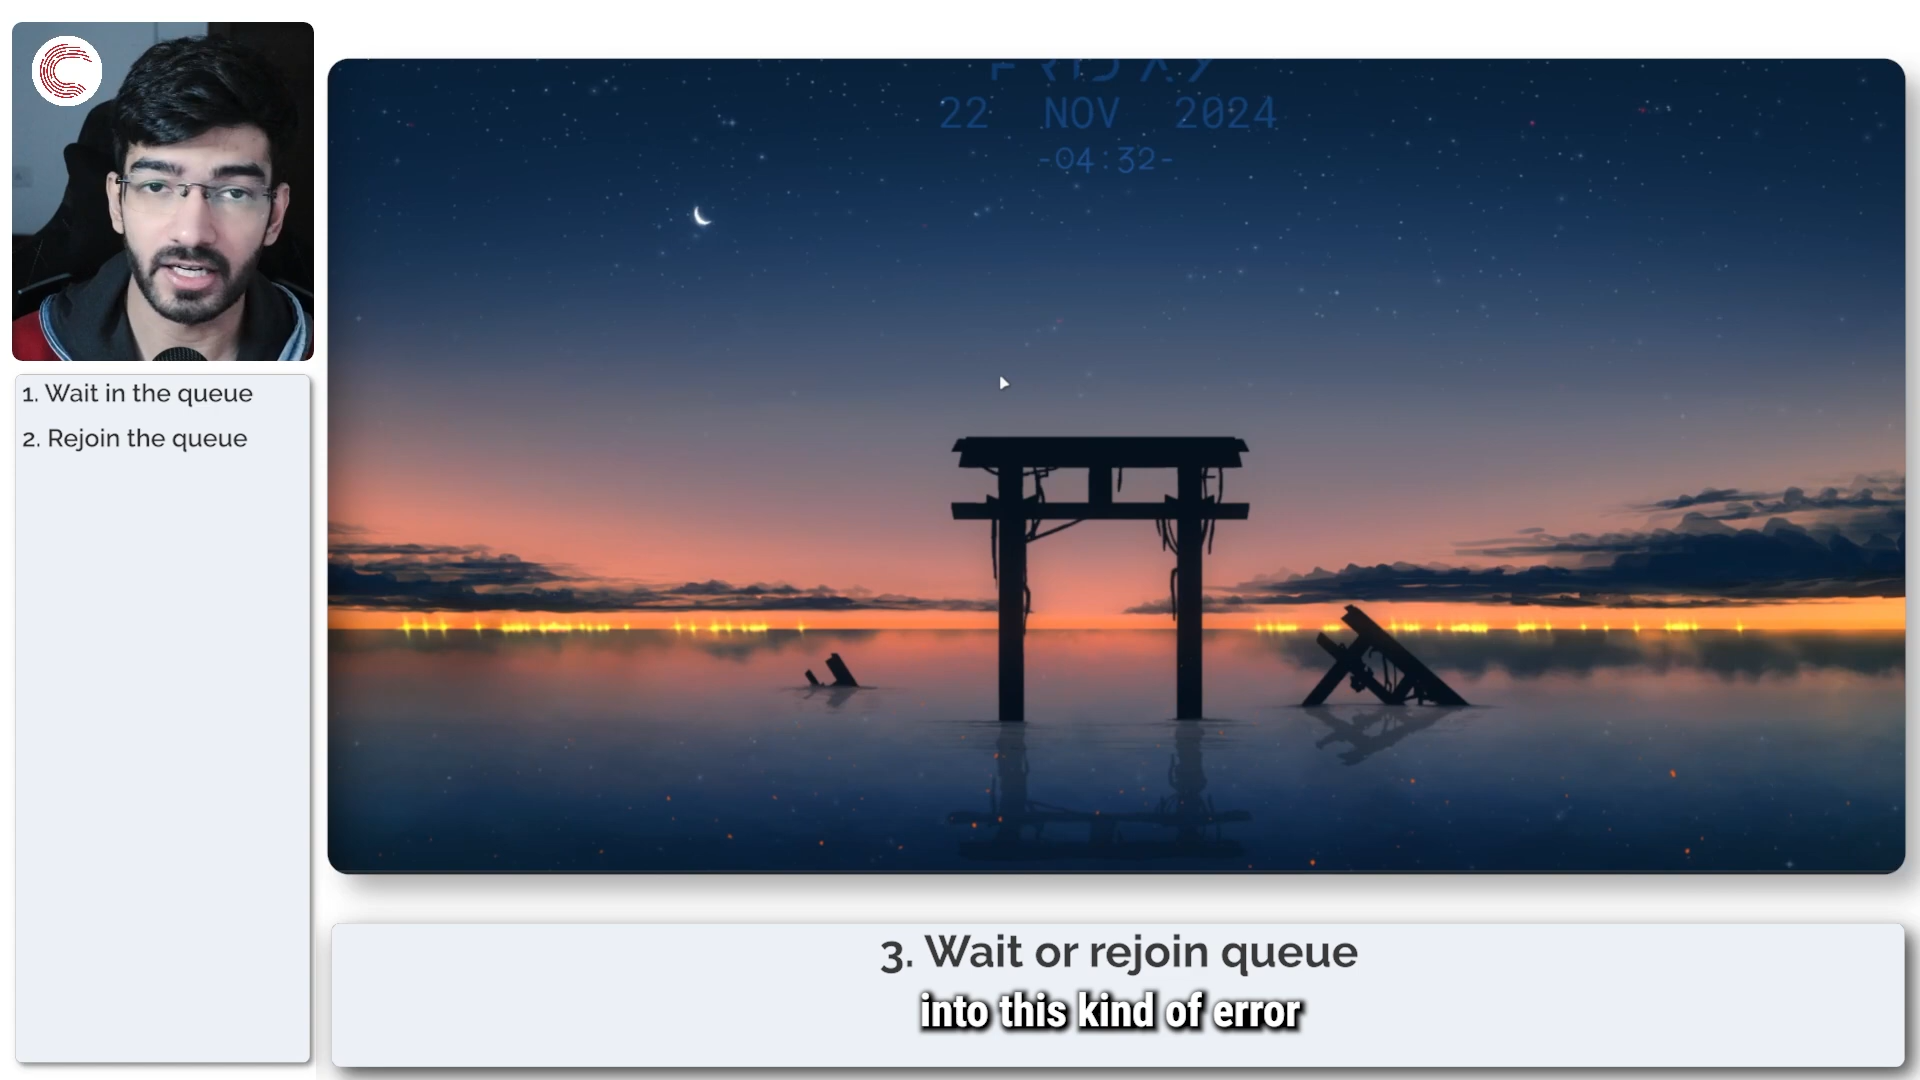 1. Wait in the queue
2. Rejoin the queue
FRIDAY
22 NOV 2024
-04:32-
3. Wait or rejoin queue
into this kind of error